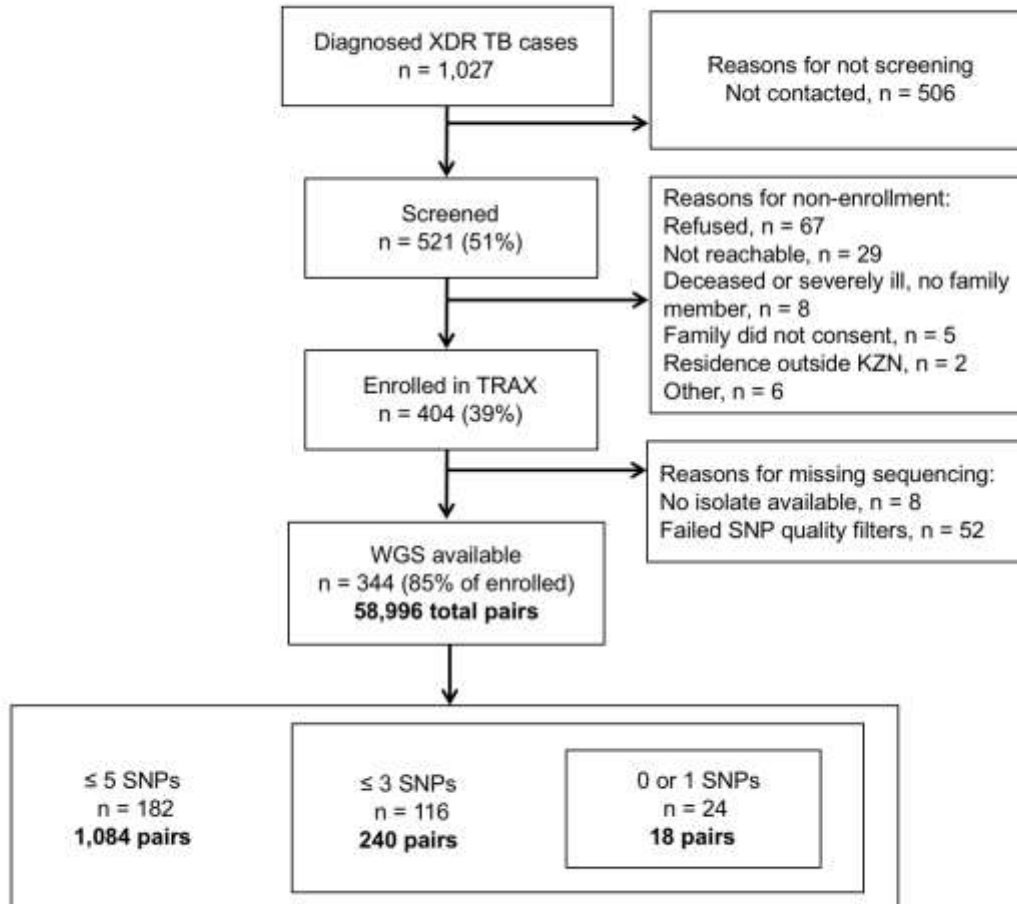 Diagnosed XDR TB cases
n = 1,027
Reasons for not screening
Not contacted, n = 506
Screened
n = 521 (51%)
Reasons for non-enrollment:
Refused, n = 67
Not reachable, n = 29
Deceased or severely ill, no family
member, n = 8
Family did not consent, n = 5
Residence outside KZN, n = 2
Other, n = 6
Enrolled in TRAX
n = 404 (39%)
Reasons for missing sequencing:
No isolate available, n = 8
Failed SNP quality filters, n = 52
WGS available
n = 344 (85% of enrolled)
58,996 total pairs
≤ 5 SNPs
n = 182
1,084 pairs
≤ 3 SNPs
n = 116
240 pairs
0 or 1 SNPs
n = 24
18 pairs